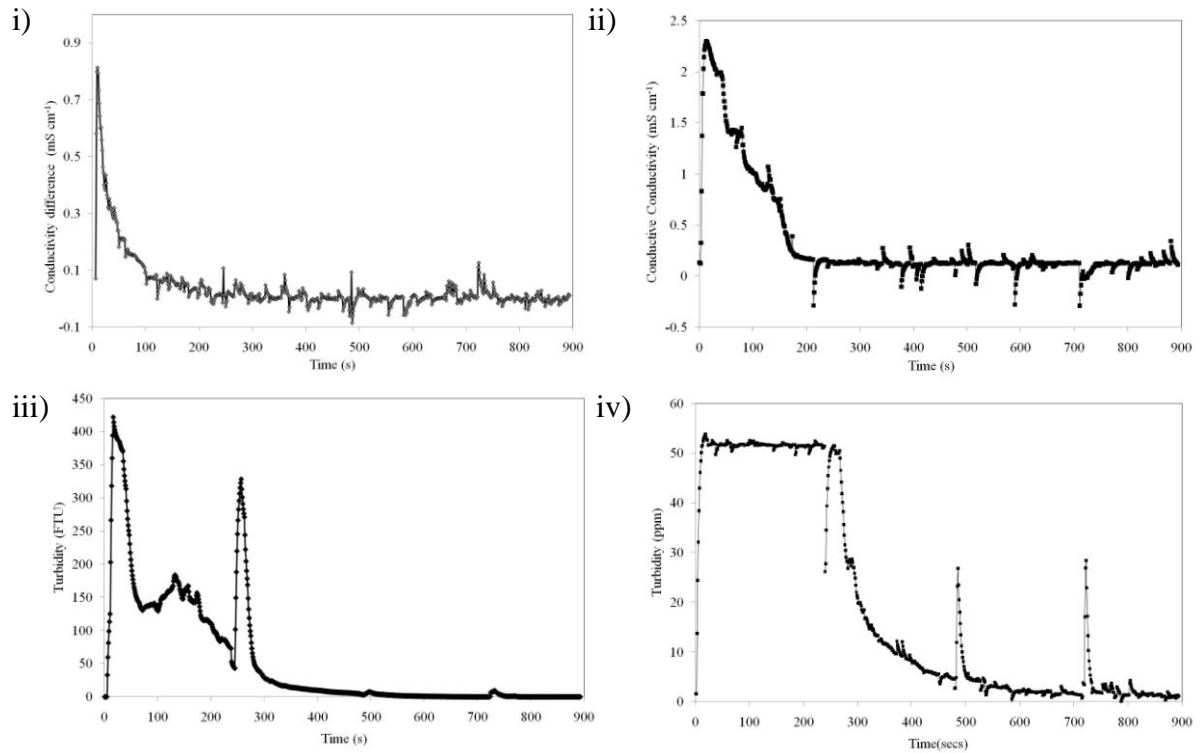 i)
0.9
0.7
0.5
0.3
0.1
-0.1
Conductivity difference (mS cm⁻¹)
0 100 200 300 400 500 600 700 800 900
Time (s)
ii)
2.5
2
1.5
1
0.5
0
-0.5
Conductive Conductivity (mS cm⁻¹)
0 100 200 300 400 500 600 700 800 900
Time (s)
iii)
450
400
350
300
250
200
150
100
50
0
Turbidity (FTU)
0 100 200 300 400 500 600 700 800 900
Time (s)
iv)
60
50
40
30
20
10
0
Turbidity (ppm)
0 100 200 300 400 500 600 700 800 900
Time(secs)